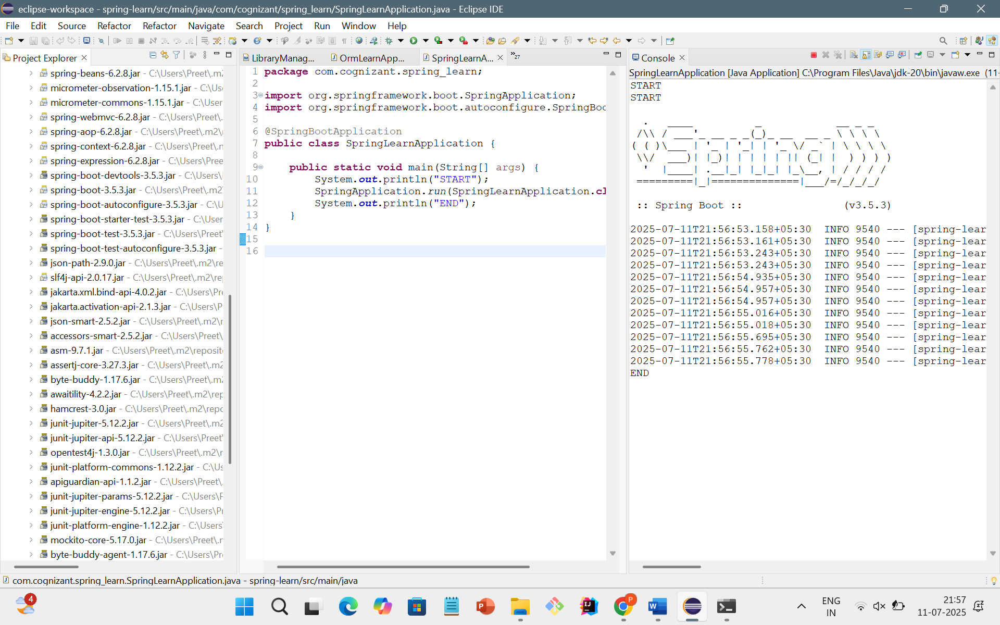 eclipse-workspace - spring-learn/src/main/java/com/cognizant/spring_learn/SpringLearnApplication.java - Eclipse IDE
File Edit Source Refactor Refactor Navigate Search Project Run Window Help
Project Explorer
spring-beans-6.2.8.jar - C:\Users\Preet\.m2
micrometer-observation-1.15.1.jar - C:\Us
micrometer-commons-1.15.1.jar - C:\User
spring-webmvc-6.2.8.jar - C:\Users\Preet\.
spring-aop-6.2.8.jar - C:\Users\Preet\.m2\
spring-context-6.2.8.jar - C:\Users\Preet\.
spring-expression-6.2.8.jar - C:\Users\Pree
spring-boot-devtools-3.5.3.jar - C:\Users\
spring-boot-3.5.3.jar - C:\Users\Preet\.m2
spring-boot-autoconfigure-3.5.3.jar - C:\U
spring-boot-starter-test-3.5.3.jar - C:\User
spring-boot-test-3.5.3.jar - C:\Users\Preet\
spring-boot-test-autoconfigure-3.5.3.jar -
json-path-2.9.0.jar - C:\Users\Preet\.m2\re
slf4j-api-2.0.17.jar - C:\Users\Preet\.m2\re
jakarta.xml.bind-api-4.0.2.jar - C:\Users\Pre
jakarta.activation-api-2.1.3.jar - C:\Users\P
json-smart-2.5.2.jar - C:\Users\Preet\.m2\r
accessors-smart-2.5.2.jar - C:\Users\Preet\
asm-9.7.1.jar - C:\Users\Preet\.m2\reposit
assertj-core-3.27.3.jar - C:\Users\Preet\.m2
byte-buddy-1.17.6.jar - C:\Users\Preet\.m2
awaitility-4.2.2.jar - C:\Users\Preet\.m2\rep
hamcrest-3.0.jar - C:\Users\Preet\.m2\repo
junit-jupiter-5.12.2.jar - C:\Users\Preet\.m2
junit-jupiter-api-5.12.2.jar - C:\Users\Preet\
opentest4j-1.3.0.jar - C:\Users\Preet\.m2\r
junit-platform-commons-1.12.2.jar - C:\Us
apiguardian-api-1.1.2.jar - C:\Users\Preet\.
junit-jupiter-params-5.12.2.jar - C:\Users\P
junit-jupiter-engine-5.12.2.jar - C:\Users\Pr
junit-platform-engine-1.12.2.jar - C:\Users
mockito-core-5.17.0.jar - C:\Users\Preet\.r
byte-buddy-agent-1.17.6.jar - C:\Users\Pr
LibraryManag... OrmLearnApp... SpringLearnA... »27
1 package com.cognizant.spring_learn;
2
3 import org.springframework.boot.SpringApplication;
4 import org.springframework.boot.autoconfigure.SpringBoo
5
6 @SpringBootApplication
7 public class SpringLearnApplication {
8
9 public static void main(String[] args) {
10 System.out.println("START");
11 SpringApplication.run(SpringLearnApplication.cl
12 System.out.println("END");
13 }
14 }
15
16
Console
SpringLearnApplication [Java Application] C:\Program Files\Java\jdk-20\bin\javaw.exe (11-
START
START
Spring
:: Spring Boot :: (v3.5.3)
2025-07-11T21:56:53.158+05:30 INFO 9540 --- [spring-lear
2025-07-11T21:56:53.161+05:30 INFO 9540 --- [spring-lear
2025-07-11T21:56:53.243+05:30 INFO 9540 --- [spring-lear
2025-07-11T21:56:53.243+05:30 INFO 9540 --- [spring-lear
2025-07-11T21:56:54.935+05:30 INFO 9540 --- [spring-lear
2025-07-11T21:56:54.957+05:30 INFO 9540 --- [spring-lear
2025-07-11T21:56:54.957+05:30 INFO 9540 --- [spring-lear
2025-07-11T21:56:55.016+05:30 INFO 9540 --- [spring-lear
2025-07-11T21:56:55.018+05:30 INFO 9540 --- [spring-lear
2025-07-11T21:56:55.695+05:30 INFO 9540 --- [spring-lear
2025-07-11T21:56:55.762+05:30 INFO 9540 --- [spring-lear
2025-07-11T21:56:55.778+05:30 INFO 9540 --- [spring-lear
END
com.cognizant.spring_learn.SpringLearnApplication.java - spring-learn/src/main/java
4
ENG
IN
21:57
11-07-2025